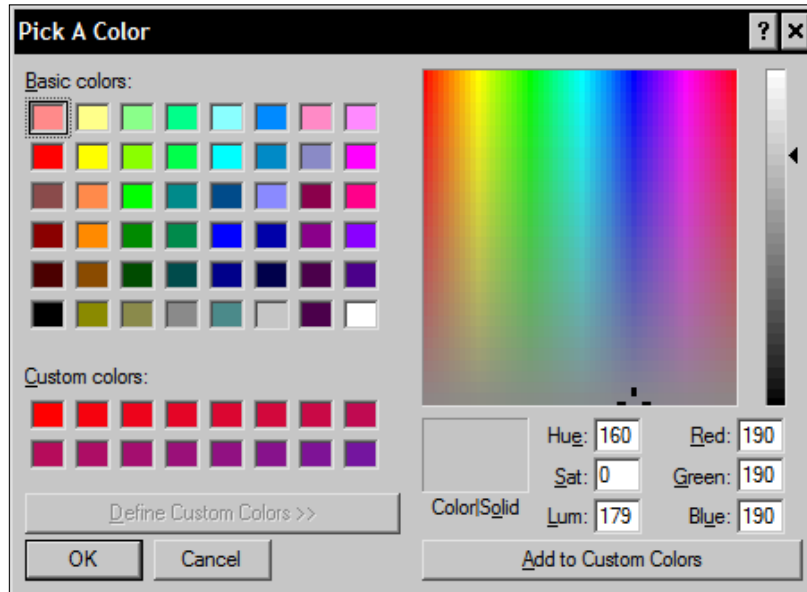 Pick A Color
?
Basic colors:
Custom colors:
Define Custom Colors >>
OK
Cancel
Color|Solid
Hue: 160
Sat: 0
Lum: 179
Red: 190
Green: 190
Blue: 190
Add to Custom Colors